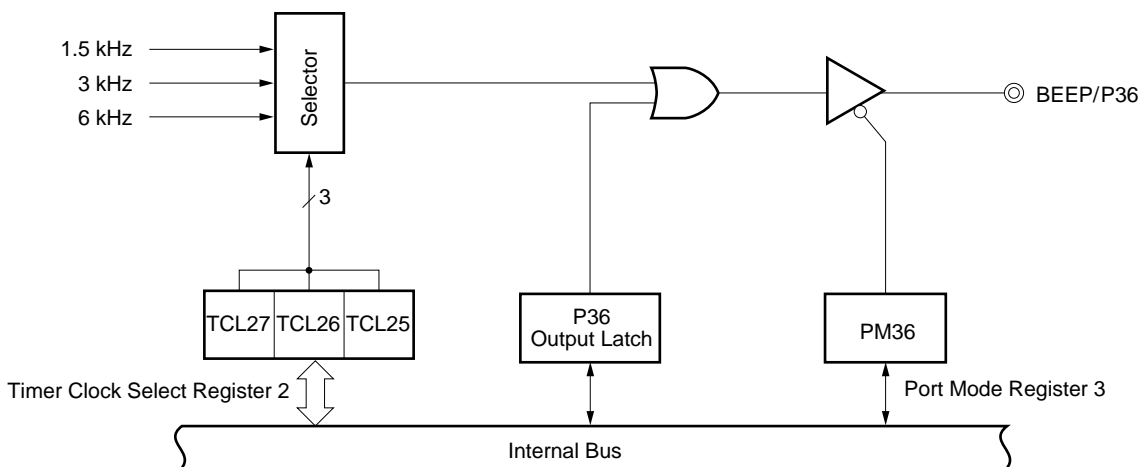 1.5 kHz
3 kHz
6 kHz
Selector
BEEP/P36
3
TCL27 TCL26 TCL25
P36
Output Latch
PM36
Timer Clock Select Register 2
Port Mode Register 3
Internal Bus